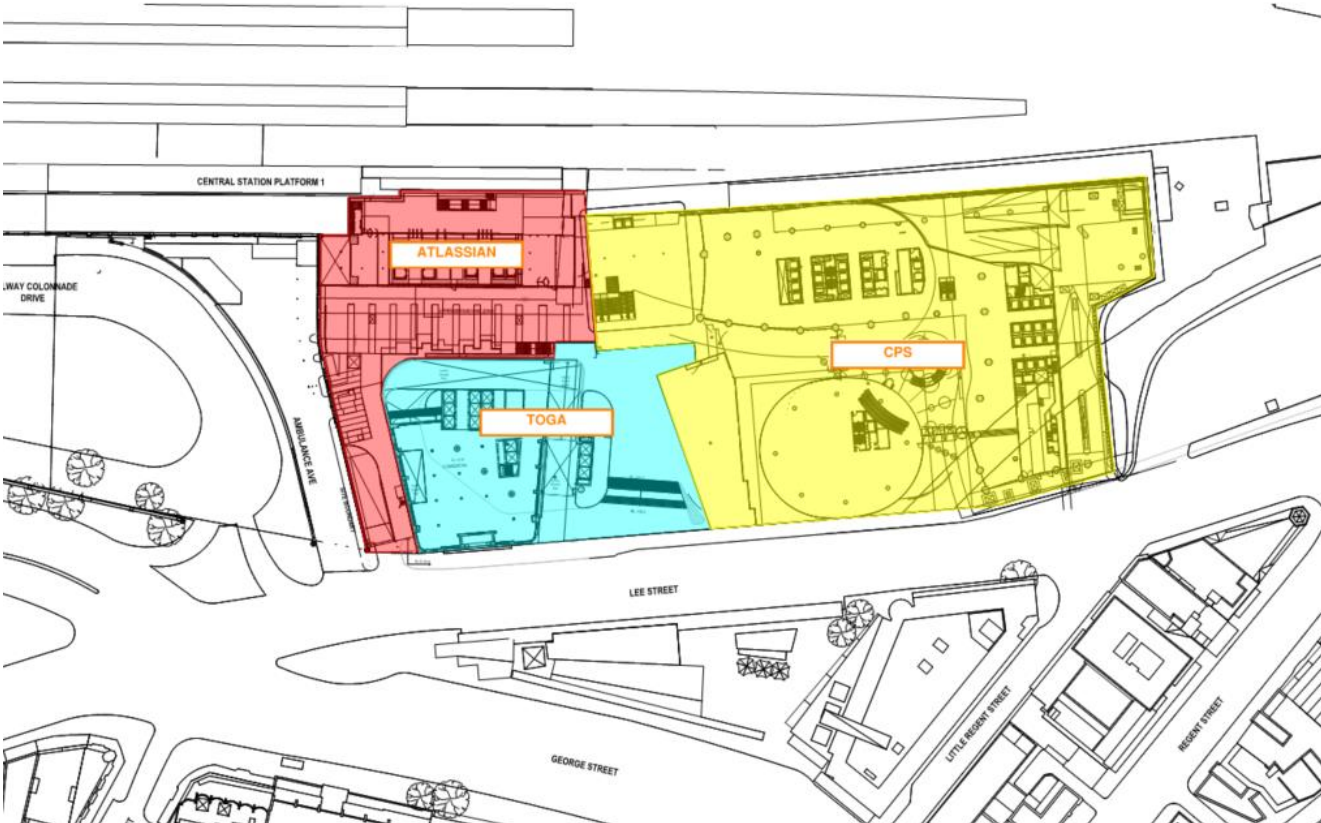 CENTRAL STATION PLATFORM 1
ATLASSIAN
LWAY COLONNADE
DRIVE
CPS
TOGA
AMBULANCE AVE
LEE STREET
LITTLE REGENT STREET
REGENT STREET
GEORGE STREET